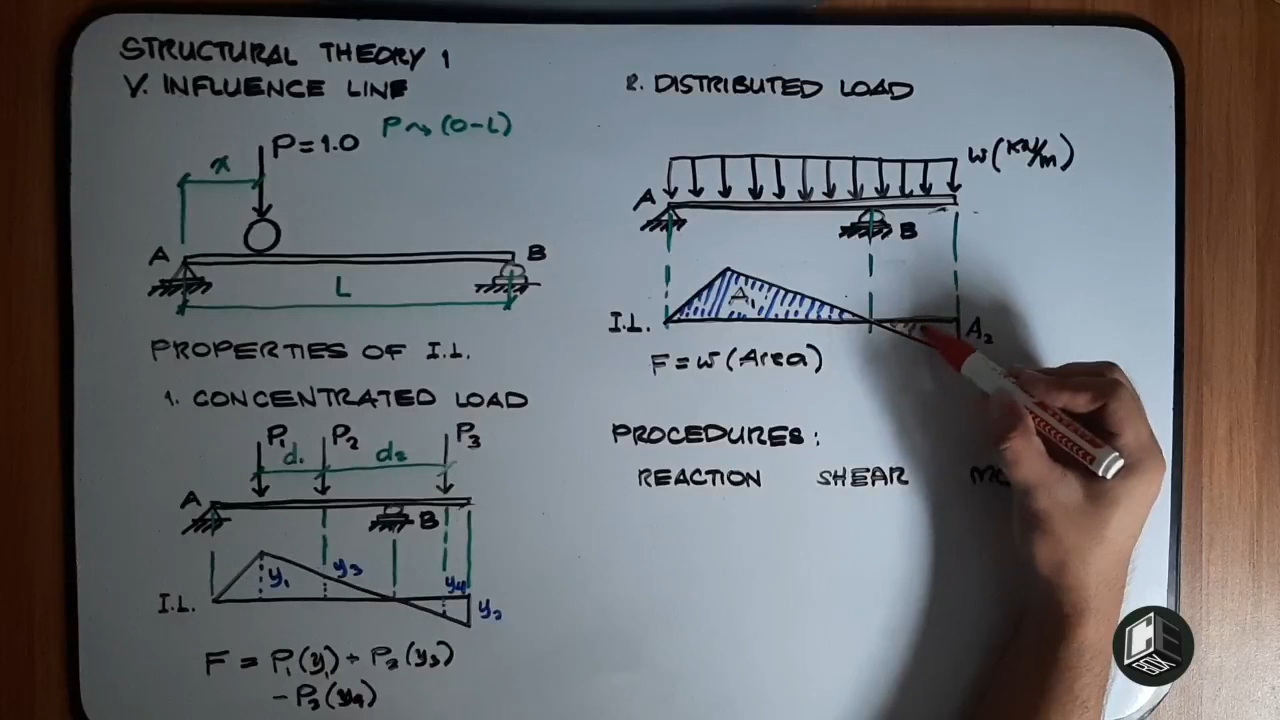 STRUCTURAL THEORY 1
V. INFLUENCE LINE
P=1.0
P⇝(0-L)
x
A
B
L
PROPERTIES OF I.L.
1. CONCENTRATED LOAD
P₁
P₂
P₃
d₁
d₂
A
B
y₁
y₃
y₄
I.L.
y₂
F = P₁(y₁) + P₂(y₃)
- P₃(y₄)
2. DISTRIBUTED LOAD
w(kN/m)
A
B
A₁
I.L.
A₂
F = w(Area)
PROCEDURES:
REACTION SHEAR
CE
BOX